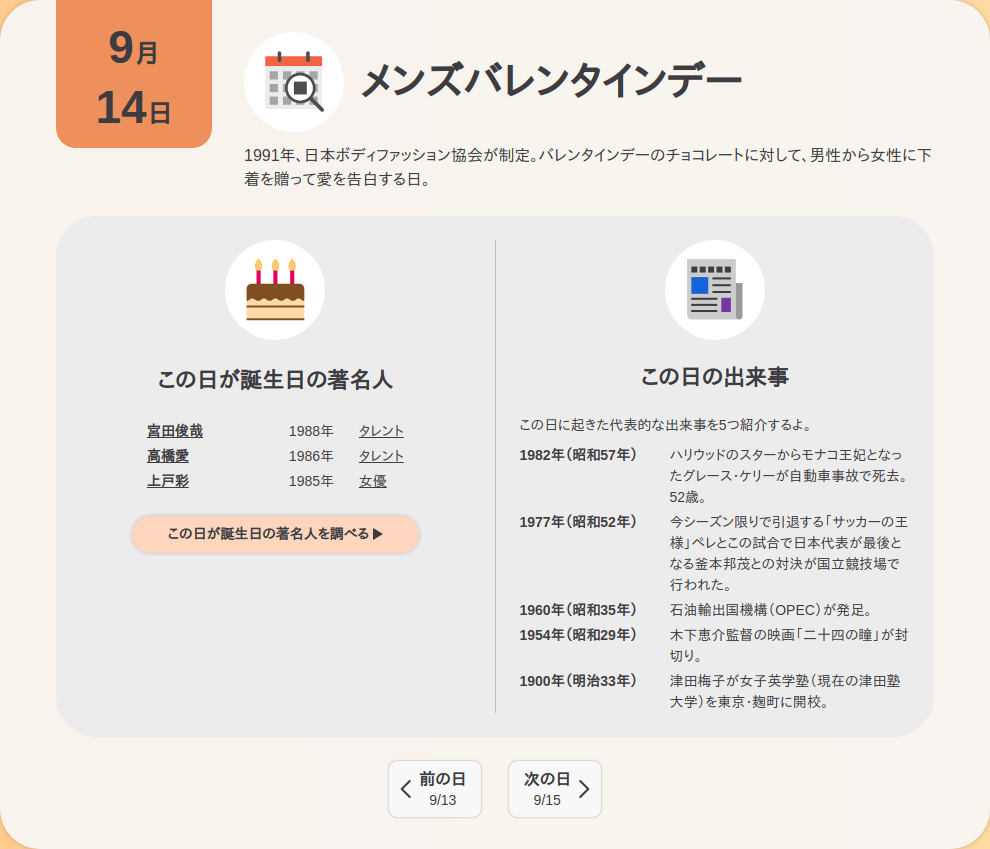 9月
14日
メンズバレンタインデー
1991年、日本ボディファッション協会が制定。バレンタインデーのチョコレートに対して、男性から女性に下
着を贈って愛を告白する日。
この日が誕生日の著名人
宮田俊哉 1988年 タレント
高橋愛 1986年 タレント
上戸彩 1985年 女優
この日が誕生日の著名人を調べる▶
この日の出来事
この日に起きた代表的な出来事を5つ紹介するよ。
1982年（昭和57年） ハリウッドのスターからモナコ王妃となっ
たグレース・ケリーが自動車事故で死去。
52歳。
1977年（昭和52年） 今シーズン限りで引退する「サッカーの王
様」ペレとこの試合で日本代表が最後と
なる釜本邦茂との対決が国立競技場で
行われた。
1960年（昭和35年） 石油輸出国機構（OPEC）が発足。
1954年（昭和29年） 木下恵介監督の映画「二十四の瞳」が封
切り。
1900年（明治33年） 津田梅子が女子英学塾（現在の津田塾
大学）を東京・麹町に開校。
前の日
9/13
次の日
9/15